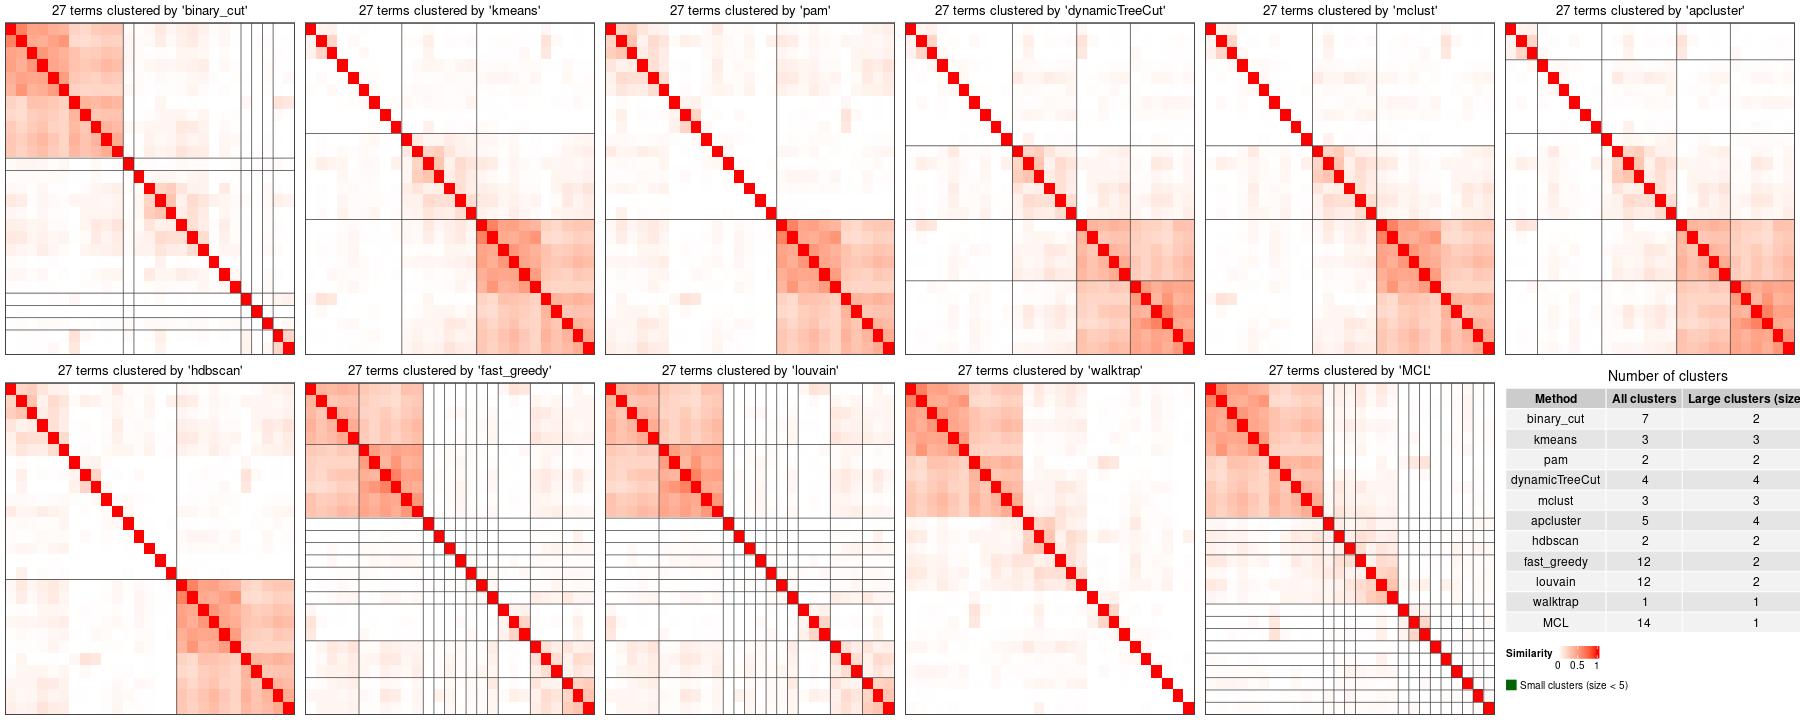 27 terms clustered by 'binary_cut'
27 terms clustered by 'kmeans'
27 terms clustered by 'pam'
27 terms clustered by 'dynamicTreeCut'
27 terms clustered by 'mclust'
27 terms clustered by 'apcluster'
27 terms clustered by 'hdbscan'
27 terms clustered by 'fast_greedy'
27 terms clustered by 'louvain'
27 terms clustered by 'walktrap'
27 terms clustered by 'MCL'
Number of clusters
Method All clusters Large clusters (size
binary_cut 7 2
kmeans 3 3
pam 2 2
dynamicTreeCut 4 4
mclust 3 3
apcluster 5 4
hdbscan 2 2
fast_greedy 12 2
louvain 12 2
walktrap 1 1
MCL 14 1
Similarity
0 0.5 1
Small clusters (size < 5)